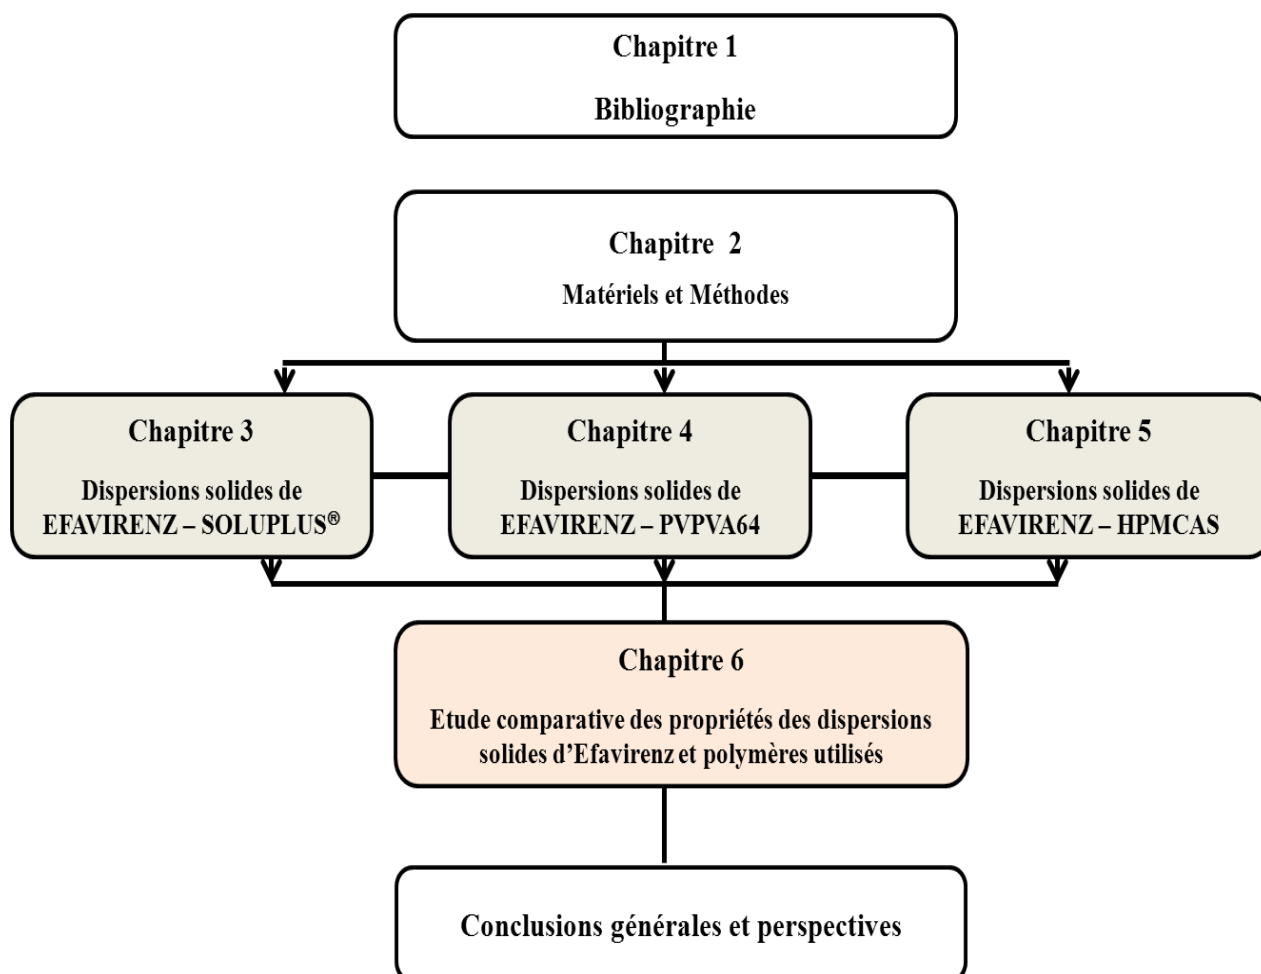 Chapitre 1
Bibliographie
Chapitre 2
Matériels et Méthodes
Chapitre 3
Dispersions solides de
EFAVIRENZ – SOLUPLUS®
Chapitre 4
Dispersions solides de
EFAVIRENZ – PVPVA64
Chapitre 5
Dispersions solides de
EFAVIRENZ – HPMCAS
Chapitre 6
Etude comparative des propriétés des dispersions
solides d’Efavirenz et polymères utilisés
Conclusions générales et perspectives